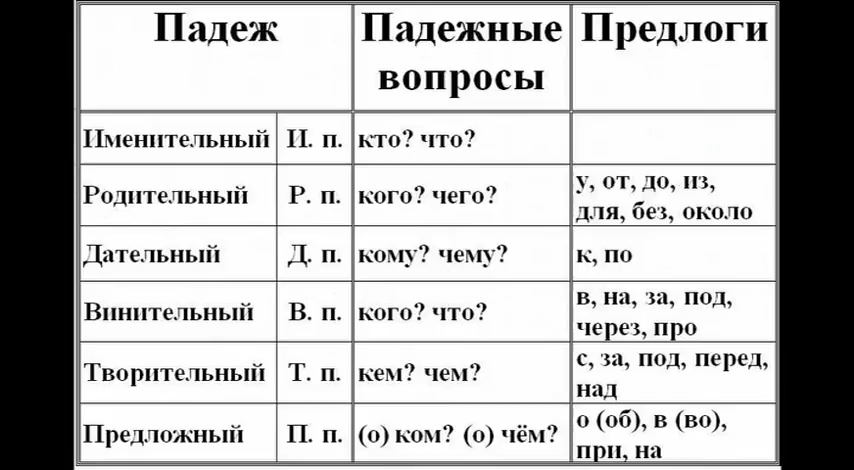 Падеж Падежные Предлоги
вопросы
Именительный И. п. кто? что?
Родительный Р. п. кого? чего? у, от, до, из,
для, без, около
Дательный Д. п. кому? чему? к, по
Винительный В. п. кого? что? в, на, за, под,
через, про
Творительный Т. п. кем? чем? с, за, под, перед,
над
Предложный П. п. (о) ком? (о) чём? о (об), в (во),
при, на